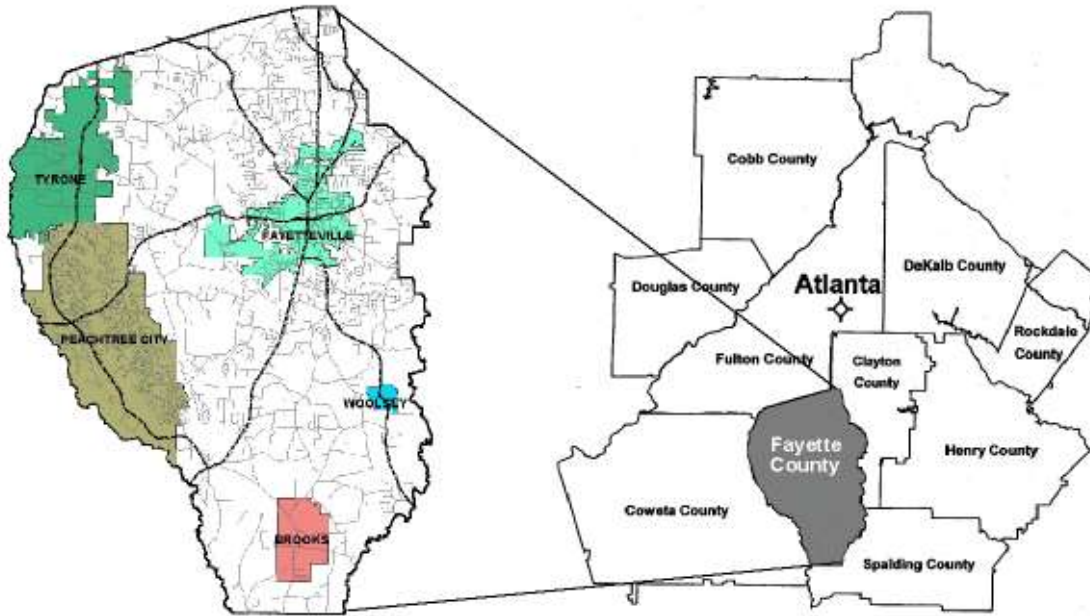 TYRONE
FAYETTEVILLE
PEACHTREE CITY
WOOLSEY
BROOKS
Cobb County
Douglas County
Atlanta
DeKalb County
Rockdale
County
Fulton County
Clayton
County
Fayette
County
Henry County
Coweta County
Spalding County